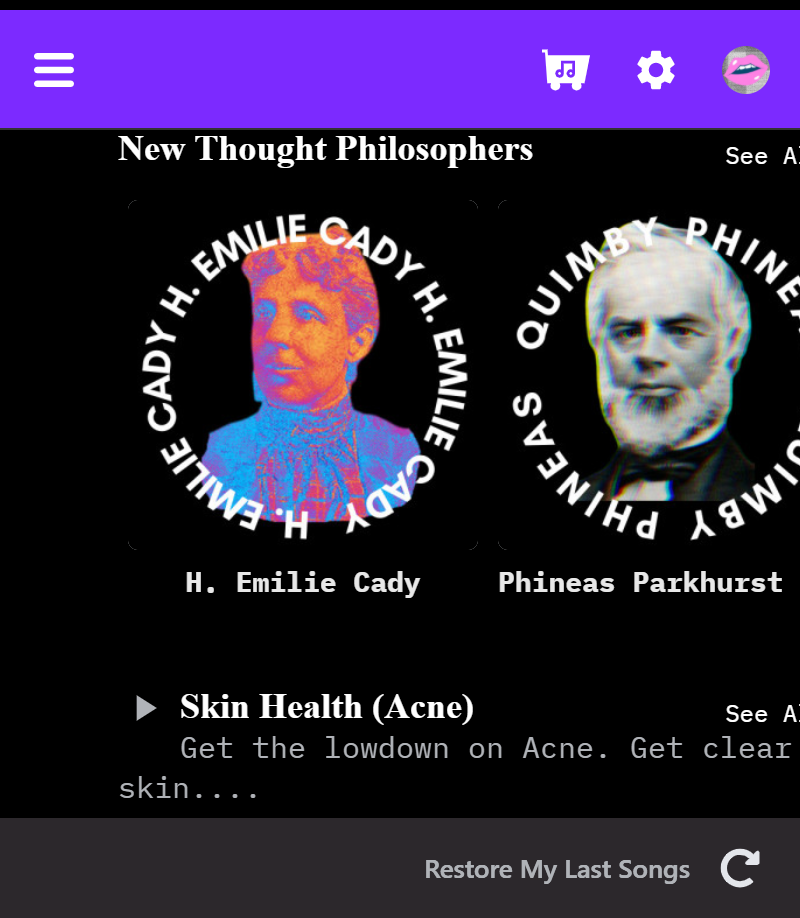 New Thought Philosophers
See Al
H. EMILIE CADY H. EMILIE CADY H. EMILIE CADY
QUIMBY PHINEAS QUIMBY PHINEAS
H. Emilie Cady
Phineas Parkhurst
Skin Health (Acne)
See Al
Get the lowdown on Acne. Get clear
skin....
Restore My Last Songs